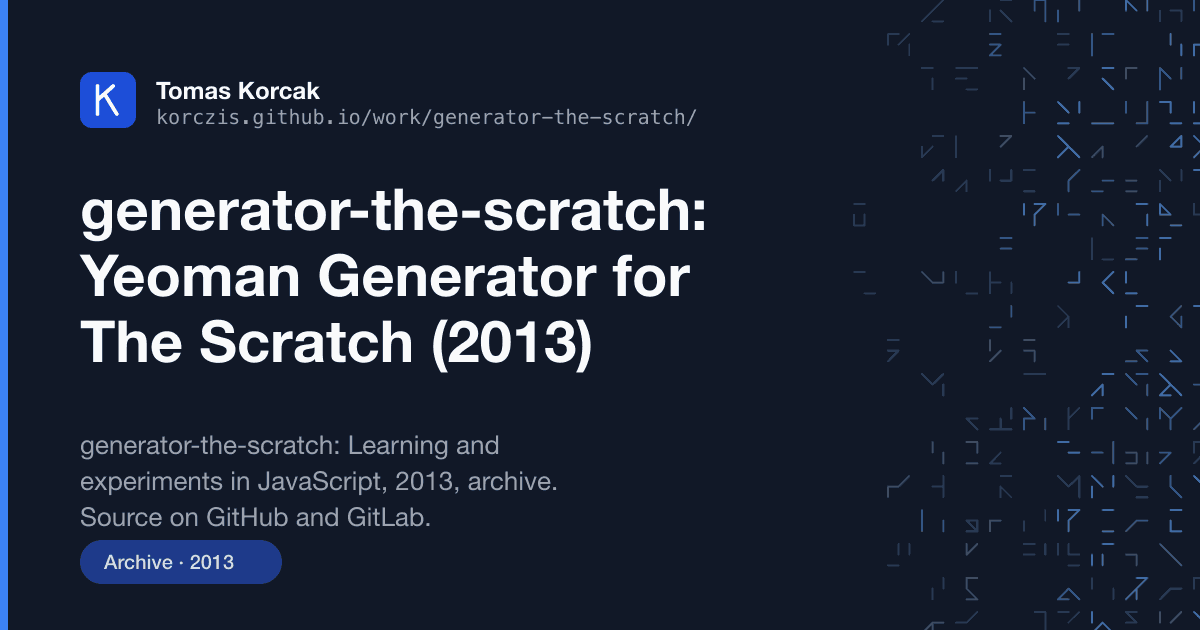 K
Tomas Korcak
korczis.github.io/work/generator-the-scratch/
generator-the-scratch:
Yeoman Generator for
The Scratch (2013)
generator-the-scratch: Learning and
experiments in JavaScript, 2013, archive.
Source on GitHub and GitLab.
Archive · 2013